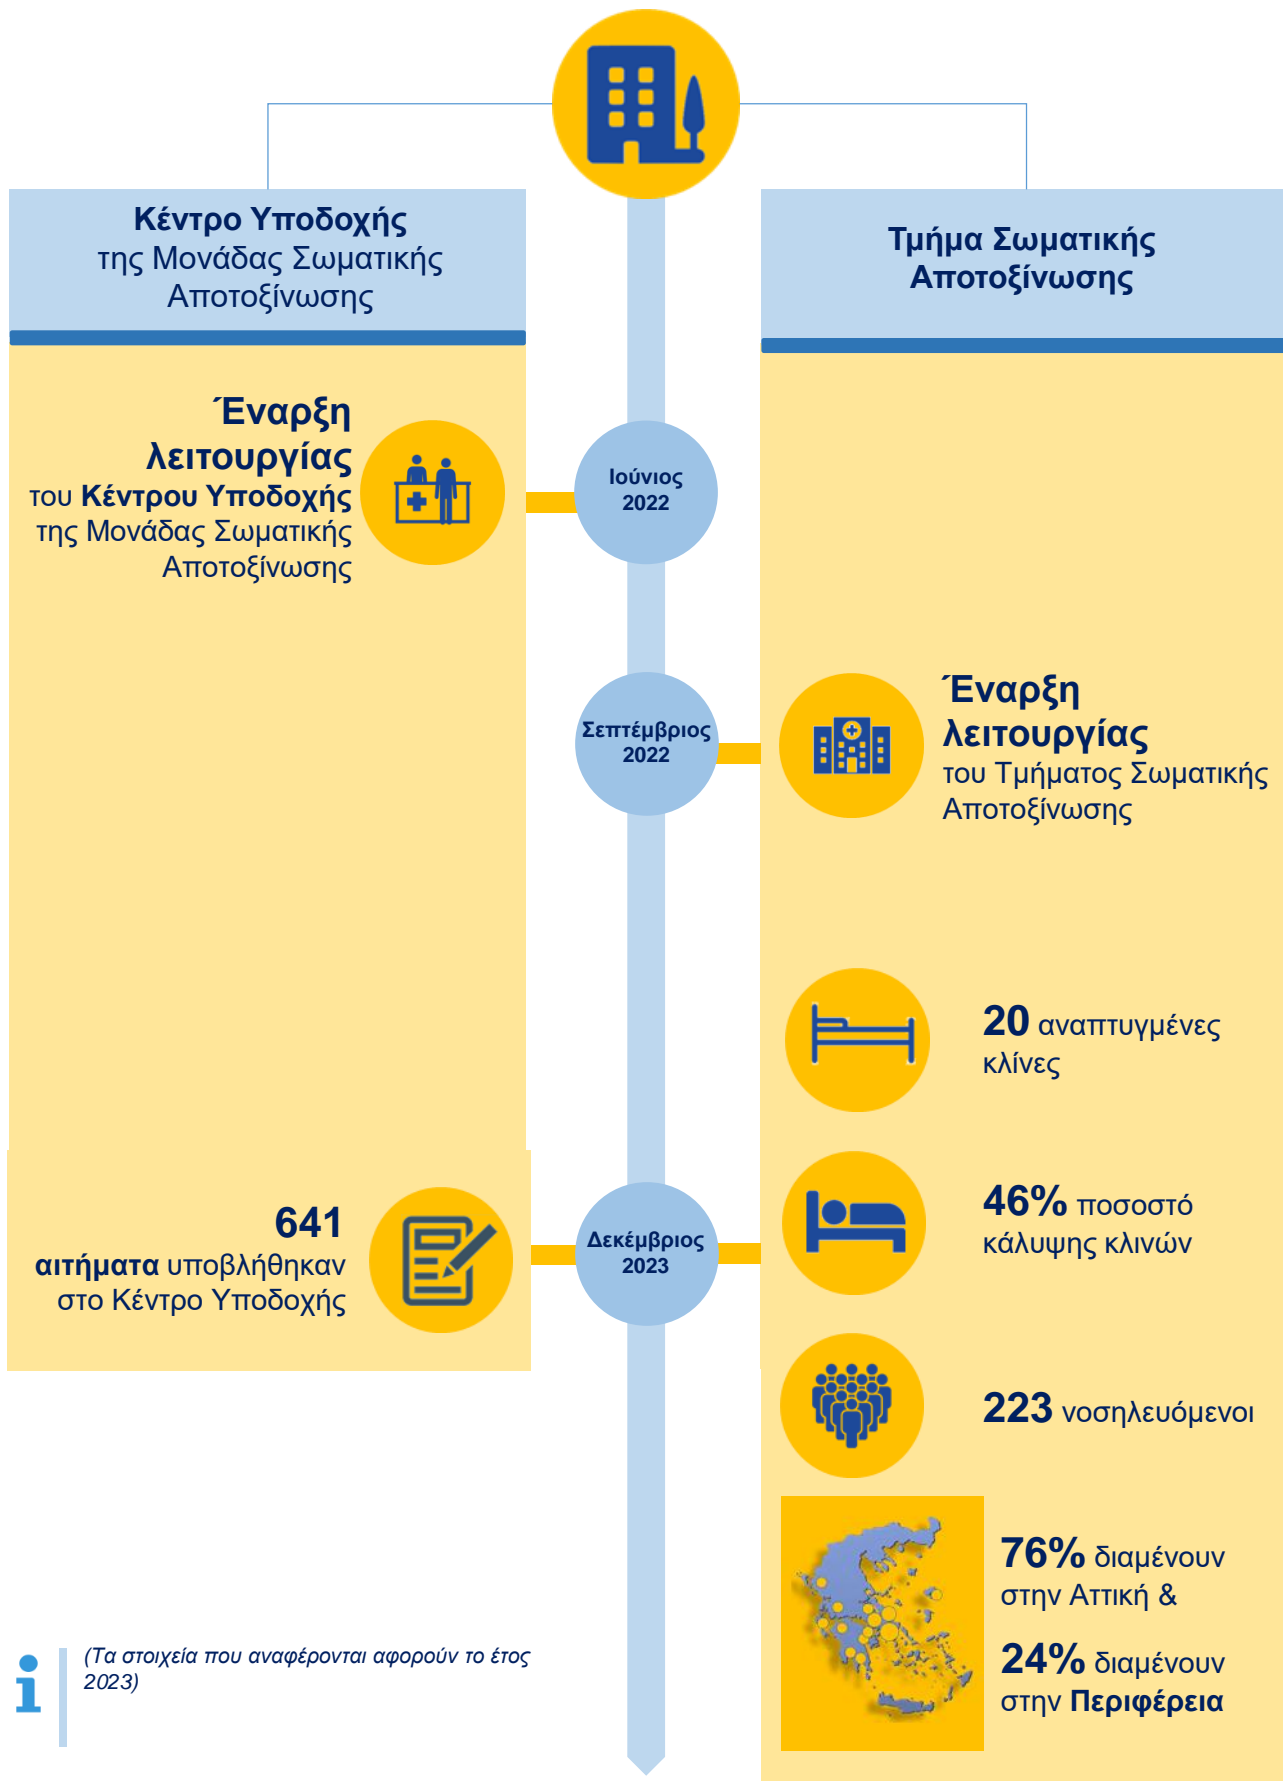 Κέντρο Υποδοχής
της Μονάδας Σωματικής
Αποτοξίνωσης
Τμήμα Σωματικής
Αποτοξίνωσης
Έναρξη
λειτουργίας
του Κέντρου Υποδοχής
της Μονάδας Σωματικής
Αποτοξίνωσης
Ιούνιος
2022
Σεπτέμβριος
2022
Έναρξη
λειτουργίας
του Τμήματος Σωματικής
Αποτοξίνωσης
20 αναπτυγμένες
κλίνες
46% ποσοστό
κάλυψης κλινών
641
αιτήματα υποβλήθηκαν
στο Κέντρο Υποδοχής
Δεκέμβριος
2023
223 νοσηλευόμενοι
76% διαμένουν
στην Αττική &
24% διαμένουν
στην Περιφέρεια
(Τα στοιχεία που αναφέρονται αφορούν το έτος
2023)